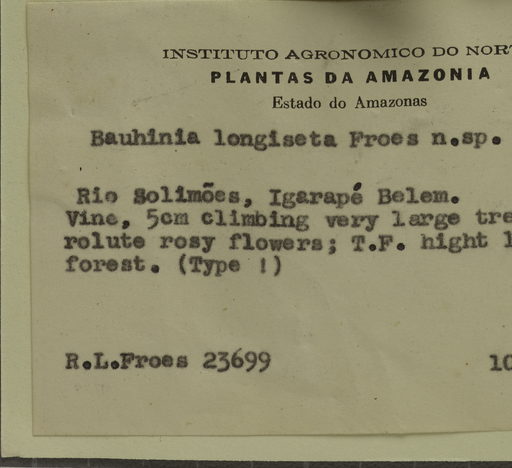 INSTITUTO AGRONOMICO DO NORT
PLANTAS DA AMAZONIA
Estado do Amazonas
Bauhinia longiseta Froes n.sp.
Rio Solimões, Igarapé Belem.
Vine, 5cm climbing very large tre
rolute rosy flowers; T.F. hight l
forest. (Type !)
R.L.Froes 23699 10